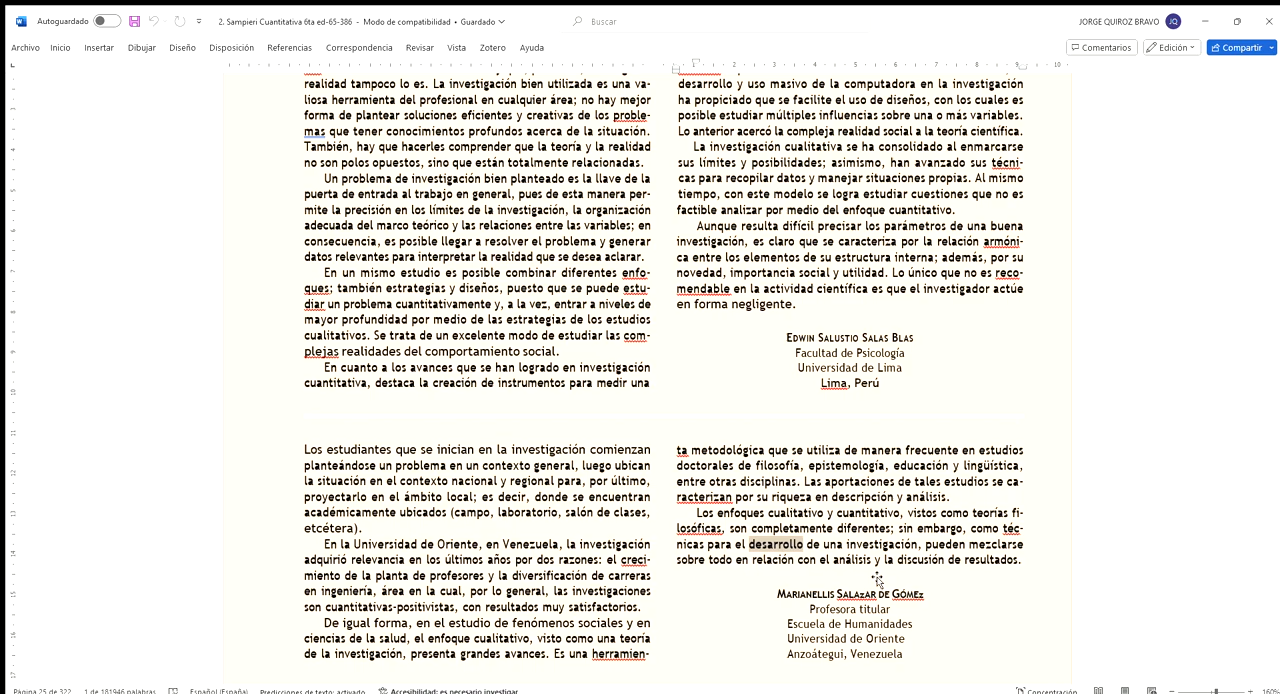 Autoguardado
2. Sampieri Cuantitativa 6ta ed-65-386 - Modo de compatibilidad • Guardado
Buscar
JORGE QUIROZ BRAVO JQ
Archivo Inicio Insertar Dibujar Diseño Disposición Referencias Correspondencia Revisar Vista Zotero Ayuda
Comentarios Edición Compartir
1 2 3 4 5 6 7 8 9 10
realidad tampoco lo es. La investigación bien utilizada es una va-
liosa herramienta del profesional en cualquier área; no hay mejor
forma de plantear soluciones eficientes y creativas de los proble-
mas que tener conocimientos profundos acerca de la situación.
También, hay que hacerles comprender que la teoría y la realidad
no son polos opuestos, sino que están totalmente relacionadas.
Un problema de investigación bien planteado es la llave de la
puerta de entrada al trabajo en general, pues de esta manera per-
mite la precisión en los límites de la investigación, la organización
adecuada del marco teórico y las relaciones entre las variables; en
consecuencia, es posible llegar a resolver el problema y generar
datos relevantes para interpretar la realidad que se desea aclarar.
En un mismo estudio es posible combinar diferentes enfo-
ques; también estrategias y diseños, puesto que se puede estu-
diar un problema cuantitativamente y, a la vez, entrar a niveles de
mayor profundidad por medio de las estrategias de los estudios
cualitativos. Se trata de un excelente modo de estudiar las com-
plejas realidades del comportamiento social.
En cuanto a los avances que se han logrado en investigación
cuantitativa, destaca la creación de instrumentos para medir una
desarrollo y uso masivo de la computadora en la investigación
ha propiciado que se facilite el uso de diseños, con los cuales es
posible estudiar múltiples influencias sobre una o más variables.
Lo anterior acercó la compleja realidad social a la teoría científica.
La investigación cualitativa se ha consolidado al enmarcarse
sus límites y posibilidades; asimismo, han avanzado sus técni-
cas para recopilar datos y manejar situaciones propias. Al mismo
tiempo, con este modelo se logra estudiar cuestiones que no es
factible analizar por medio del enfoque cuantitativo.
Aunque resulta difícil precisar los parámetros de una buena
investigación, es claro que se caracteriza por la relación armóni-
ca entre los elementos de su estructura interna; además, por su
novedad, importancia social y utilidad. Lo único que no es reco-
mendable en la actividad científica es que el investigador actúe
en forma negligente.
EDWIN SALUSTIO SALAS BLAS
Facultad de Psicología
Universidad de Lima
Lima, Perú
Los estudiantes que se inician en la investigación comienzan
planteándose un problema en un contexto general, luego ubican
la situación en el contexto nacional y regional para, por último,
proyectarlo en el ámbito local; es decir, donde se encuentran
académicamente ubicados (campo, laboratorio, salón de clases,
etcétera).
En la Universidad de Oriente, en Venezuela, la investigación
adquirió relevancia en los últimos años por dos razones: el creci-
miento de la planta de profesores y la diversificación de carreras
en ingeniería, área en la cual, por lo general, las investigaciones
son cuantitativas-positivistas, con resultados muy satisfactorios.
De igual forma, en el estudio de fenómenos sociales y en
ciencias de la salud, el enfoque cualitativo, visto como una teoría
de la investigación, presenta grandes avances. Es una herramien-
ta metodológica que se utiliza de manera frecuente en estudios
doctorales de filosofía, epistemología, educación y lingüística,
entre otras disciplinas. Las aportaciones de tales estudios se ca-
racterizan por su riqueza en descripción y análisis.
Los enfoques cualitativo y cuantitativo, vistos como teorías fi-
losóficas, son completamente diferentes; sin embargo, como téc-
nicas para el desarrollo de una investigación, pueden mezclarse
sobre todo en relación con el análisis y la discusión de resultados.
MARIANELLIS SALAzAR DE GÓMEz
Profesora titular
Escuela de Humanidades
Universidad de Oriente
Anzoátegui, Venezuela
Página 25 de 322 1 de 181946 palabras Español (España) Predicciones de texto: activado Accesibilidad: es necesario investigar Concentración 160%